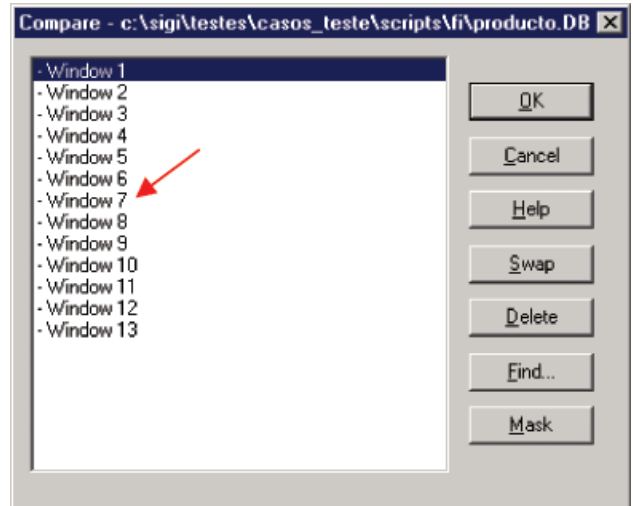 Compare - c:\sigi\testes\casos_teste\scripts\fi\producto.DB
- Window 1
- Window 2
- Window 3
- Window 4
- Window 5
- Window 6
- Window 7
- Window 8
- Window 9
- Window 10
- Window 11
- Window 12
- Window 13
OK
Cancel
Help
Swap
Delete
Find...
Mask